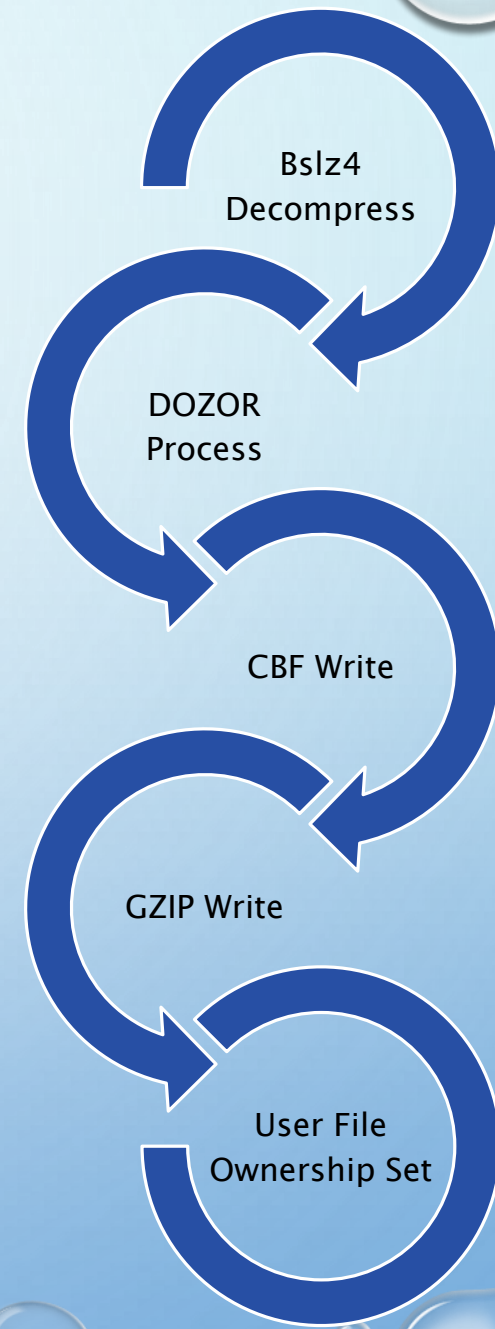 Bslz4
Decompress
DOZOR
Process
CBF Write
GZIP Write
User File
Ownership Set